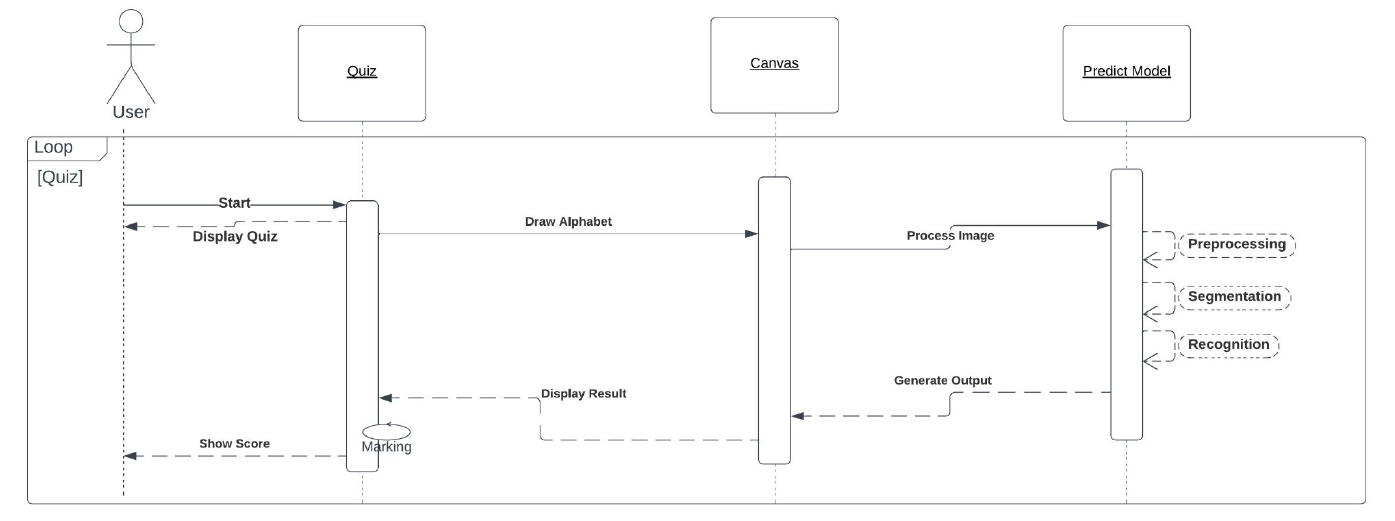 User
Quiz
Canvas
Predict Model
Loop
[Quiz]
Start
Display Quiz
Draw Alphabet
Process Image
Preprocessing
Segmentation
Recognition
Generate Output
Display Result
Marking
Show Score